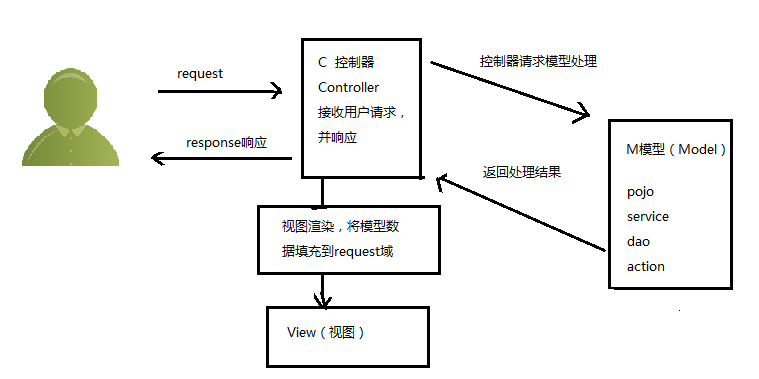 request
response响应
C 控制器
Controller
接收用户请求，
并响应
控制器请求模型处理
返回处理结果
M模型（Model）
pojo
service
dao
action
视图渲染，将模型数
据填充到request域
View（视图）